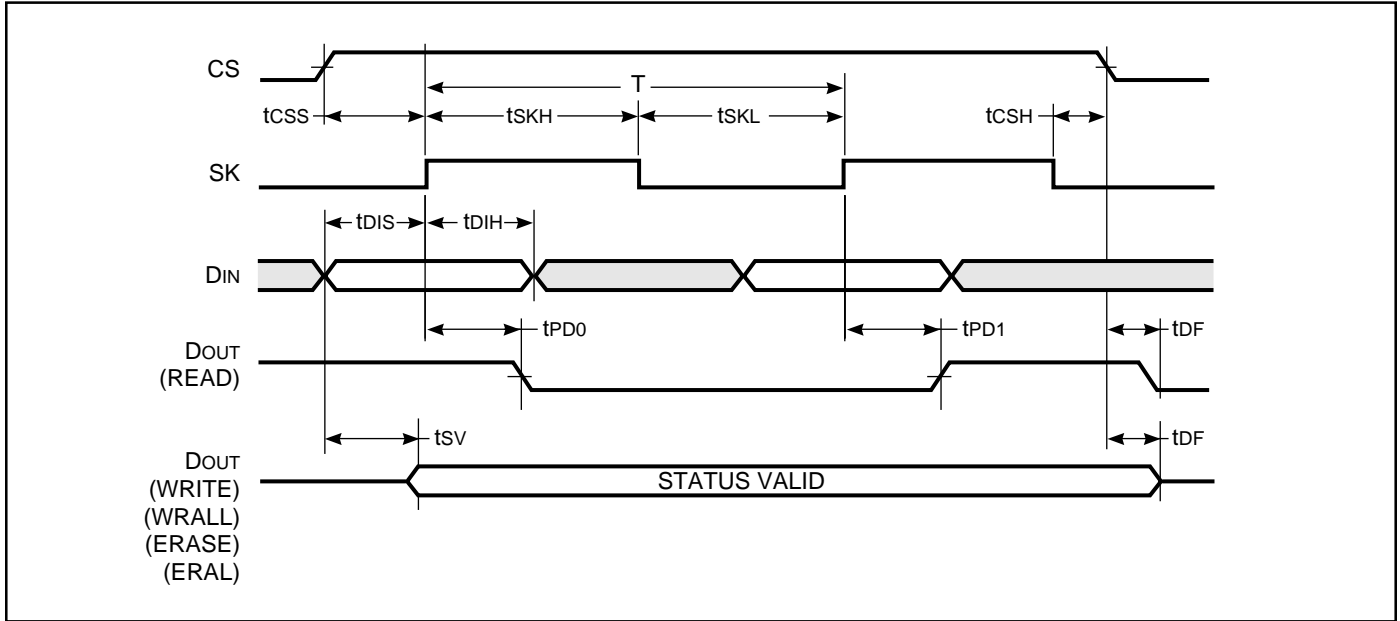 CS
T
tCSS
tSKH
tSKL
tCSH
SK
tDIS
tDIH
DIN
tPD0
tPD1
tDF
DOUT
(READ)
tSV
tDF
DOUT
(WRITE)
(WRALL)
(ERASE)
(ERAL)
STATUS VALID